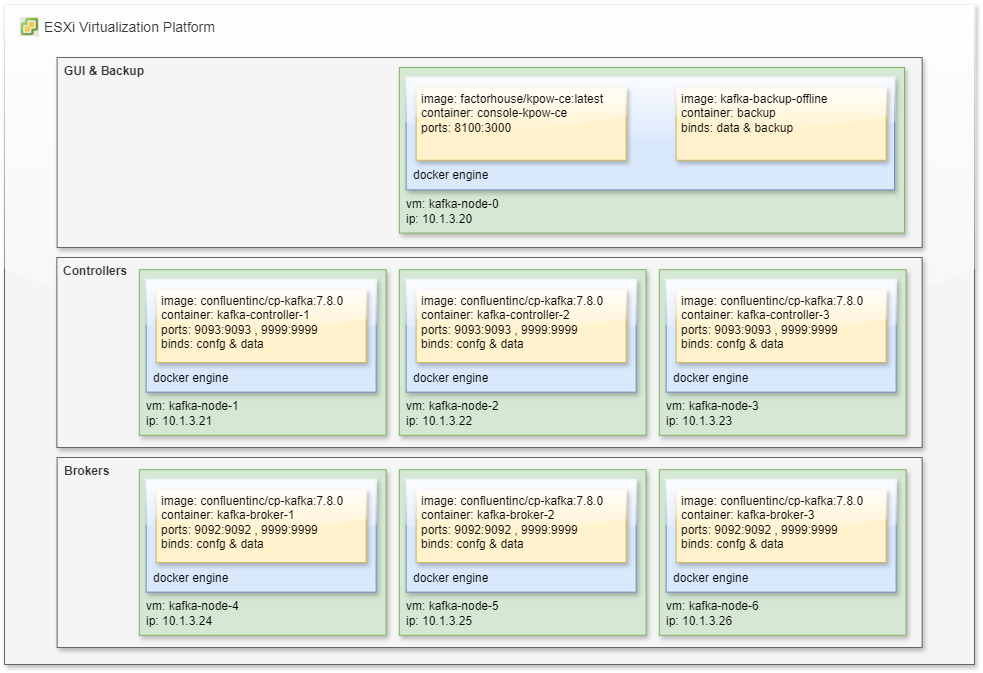 ESXi Virtualization Platform
GUI & Backup
image: factorhouse/kpow-ce:latest
container: console-kpow-ce
ports: 8100:3000
image: kafka-backup-offline
container: backup
binds: data & backup
docker engine
vm: kafka-node-0
ip: 10.1.3.20
Controllers
image: confluentinc/cp-kafka:7.8.0
container: kafka-controller-1
ports: 9093:9093 , 9999:9999
binds: confg & data
docker engine
vm: kafka-node-1
ip: 10.1.3.21
image: confluentinc/cp-kafka:7.8.0
container: kafka-controller-2
ports: 9093:9093 , 9999:9999
binds: confg & data
docker engine
vm: kafka-node-2
ip: 10.1.3.22
image: confluentinc/cp-kafka:7.8.0
container: kafka-controller-3
ports: 9093:9093 , 9999:9999
binds: confg & data
docker engine
vm: kafka-node-3
ip: 10.1.3.23
Brokers
image: confluentinc/cp-kafka:7.8.0
container: kafka-broker-1
ports: 9092:9092 , 9999:9999
binds: confg & data
docker engine
vm: kafka-node-4
ip: 10.1.3.24
image: confluentinc/cp-kafka:7.8.0
container: kafka-broker-2
ports: 9092:9092 , 9999:9999
binds: confg & data
docker engine
vm: kafka-node-5
ip: 10.1.3.25
image: confluentinc/cp-kafka:7.8.0
container: kafka-broker-3
ports: 9092:9092 , 9999:9999
binds: confg & data
docker engine
vm: kafka-node-6
ip: 10.1.3.26